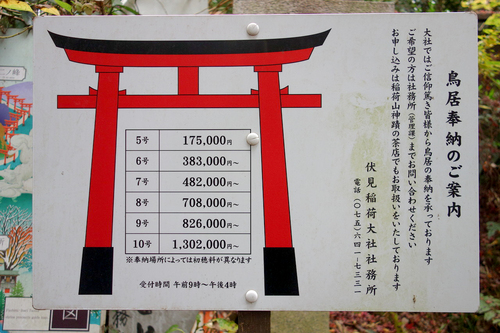 鳥居奉納のご案内
大社ではご信仰篤き皆様から鳥居の奉納を承っております
ご希望の方は社務所(管理課)までお問い合わせください
お申し込みは稲荷山神蹟の茶店でもお取扱いをいたしております
伏見稲荷大社社務所
電話(〇七五)六四一-七三三一
5号 175,000円~
6号 383,000円~
7号 482,000円~
8号 708,000円~
9号 826,000円~
10号 1,302,000円~
※奉納場所によっては初穂料が異なります
受付時間 午前9時~午後4時